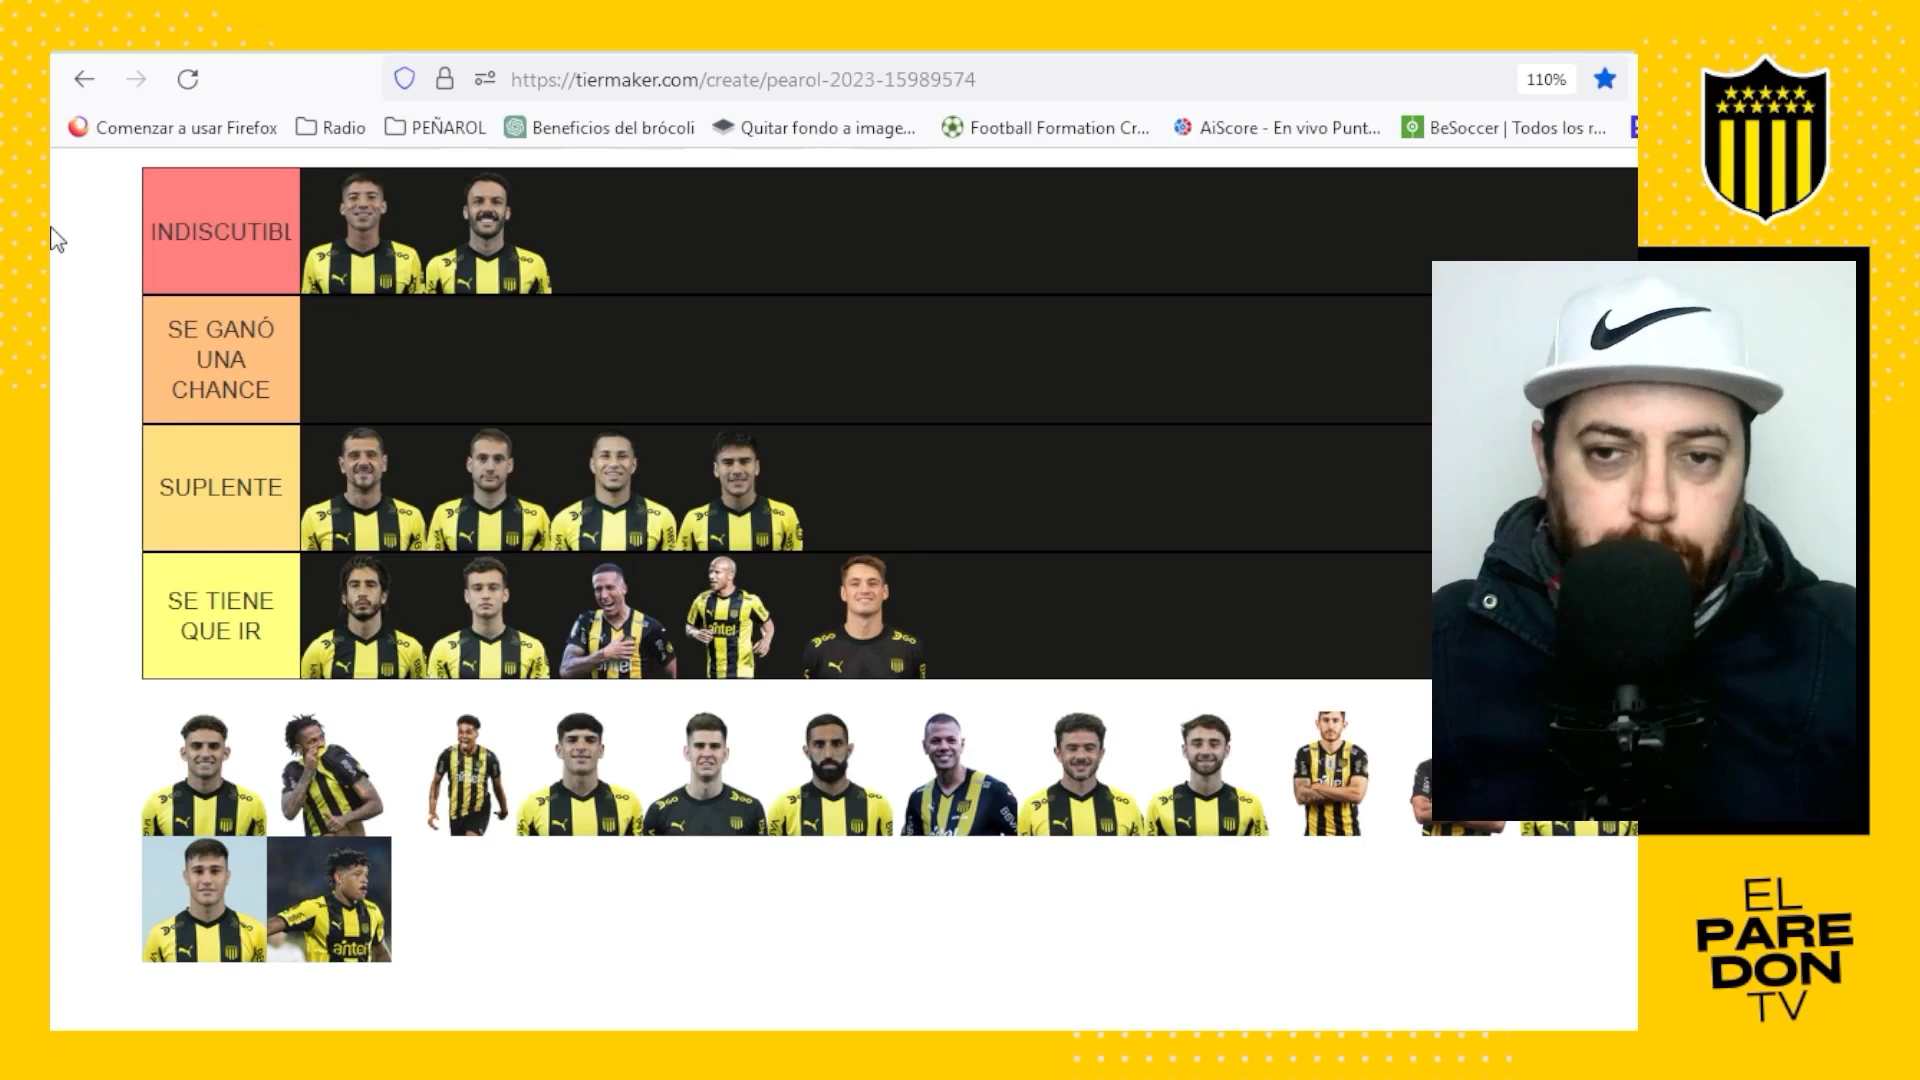 https://tiermaker.com/create/pearol-2023-15989574
110%
Comenzar a usar Firefox
Radio
PEÑAROL
Beneficios del brócoli
Quitar fondo a image...
Football Formation Cr...
AiScore - En vivo Punt...
BeSoccer | Todos los r...
INDISCUTIBL
SE GANÓ
UNA
CHANCE
SUPLENTE
SE TIENE
QUE IR
antel
antel
EL
PARE
DON
TV